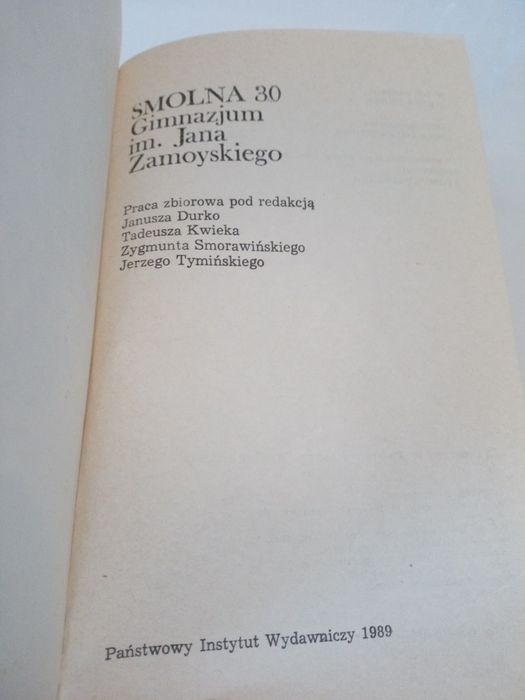 SMOLNA 30
Gimnazjum
im. Jana
Zamoyskiego
Praca zbiorowa pod redakcją
Janusza Durko
Tadeusza Kwieka
Zygmunta Smorawińskiego
Jerzego Tymińskiego
Państwowy Instytut Wydawniczy 1989